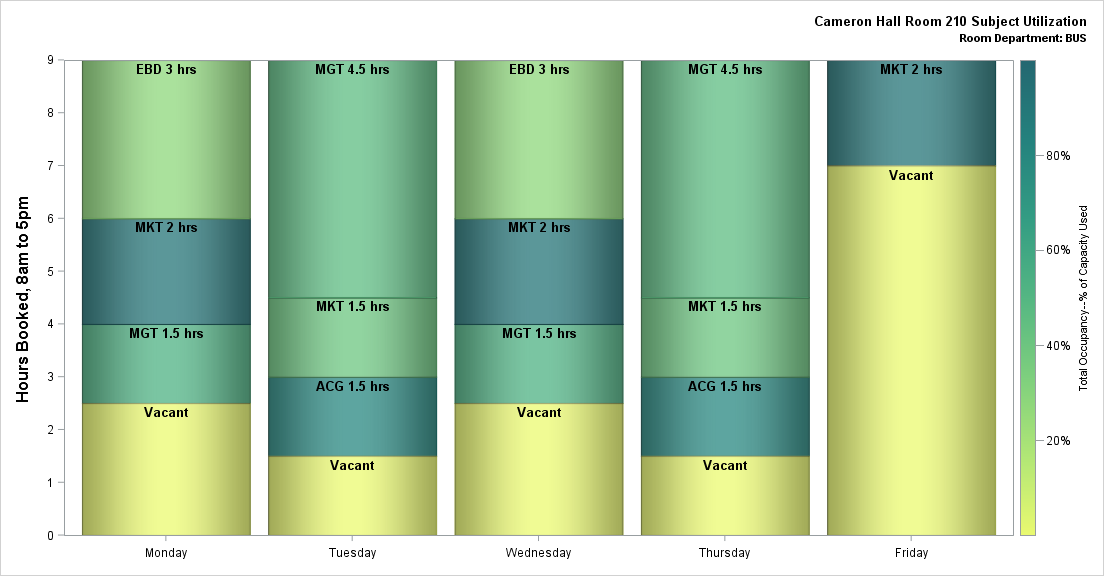 Cameron Hall Room 210 Subject Utilization
Room Department: BUS
Hours Booked, 8am to 5pm
9
8
7
6
5
4
3
2
1
0
EBD 3 hrs
MKT 2 hrs
MGT 1.5 hrs
Vacant
MGT 4.5 hrs
MKT 1.5 hrs
ACG 1.5 hrs
Vacant
EBD 3 hrs
MKT 2 hrs
MGT 1.5 hrs
Vacant
MGT 4.5 hrs
MKT 1.5 hrs
ACG 1.5 hrs
Vacant
MKT 2 hrs
Vacant
Monday
Tuesday
Wednesday
Thursday
Friday
80%
60%
40%
20%
Total Occupancy--% of Capacity Used